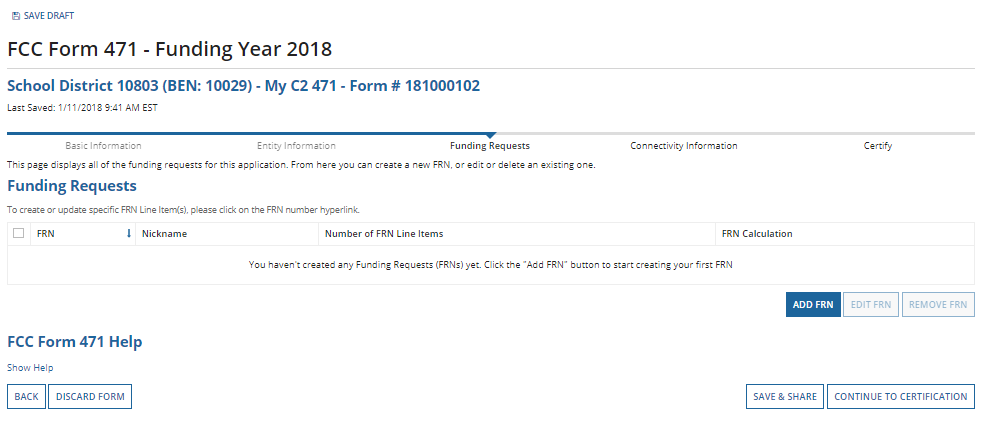 SAVE DRAFT
FCC Form 471 - Funding Year 2018
School District 10803 (BEN: 10029) - My C2 471 - Form # 181000102
Last Saved: 1/11/2018 9:41 AM EST
Basic Information Entity Information Funding Requests Connectivity Information Certify
This page displays all of the funding requests for this application. From here you can create a new FRN, or edit or delete an existing one.
Funding Requests
To create or update specific FRN Line Item(s), please click on the FRN number hyperlink.
FRN Nickname Number of FRN Line Items FRN Calculation
You haven't created any Funding Requests (FRNs) yet. Click the "Add FRN" button to start creating your first FRN
ADD FRN EDIT FRN REMOVE FRN
FCC Form 471 Help
Show Help
BACK DISCARD FORM SAVE & SHARE CONTINUE TO CERTIFICATION